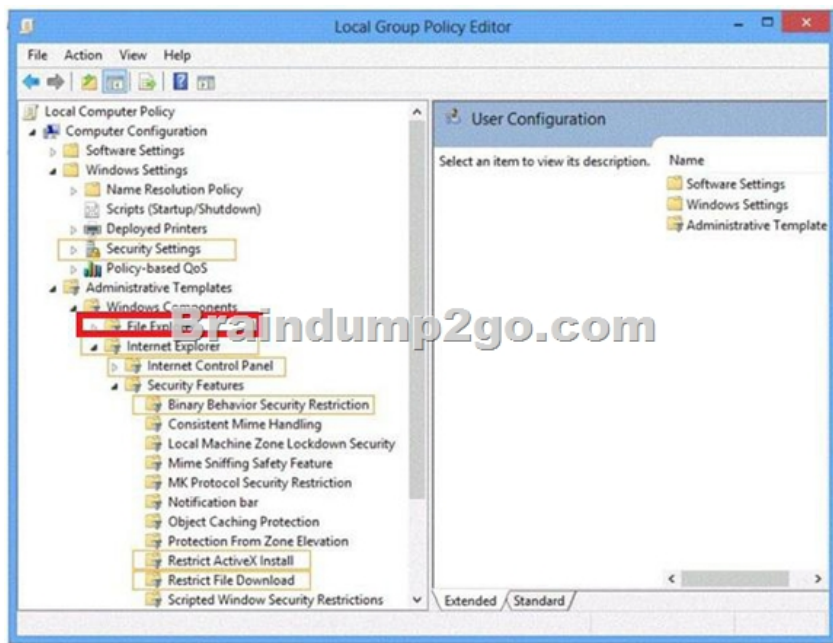 Local Group Policy Editor
File Action View Help
Local Computer Policy
Computer Configuration
Software Settings
Windows Settings
Name Resolution Policy
Scripts (Startup/Shutdown)
Deployed Printers
Security Settings
Policy-based QoS
Administrative Templates
Windows Components
File
Internet Explorer
Internet Control Panel
Security Features
Binary Behavior Security Restriction
Consistent Mime Handling
Local Machine Zone Lockdown Security
Mime Sniffing Safety Feature
MK Protocol Security Restriction
Notification bar
Object Caching Protection
Protection From Zone Elevation
Restrict ActiveX Install
Restrict File Download
Scripted Window Security Restrictions
User Configuration
Select an item to view its description.
Name
Software Settings
Windows Settings
Administrative Template
Extended Standard
Braindump2go.com